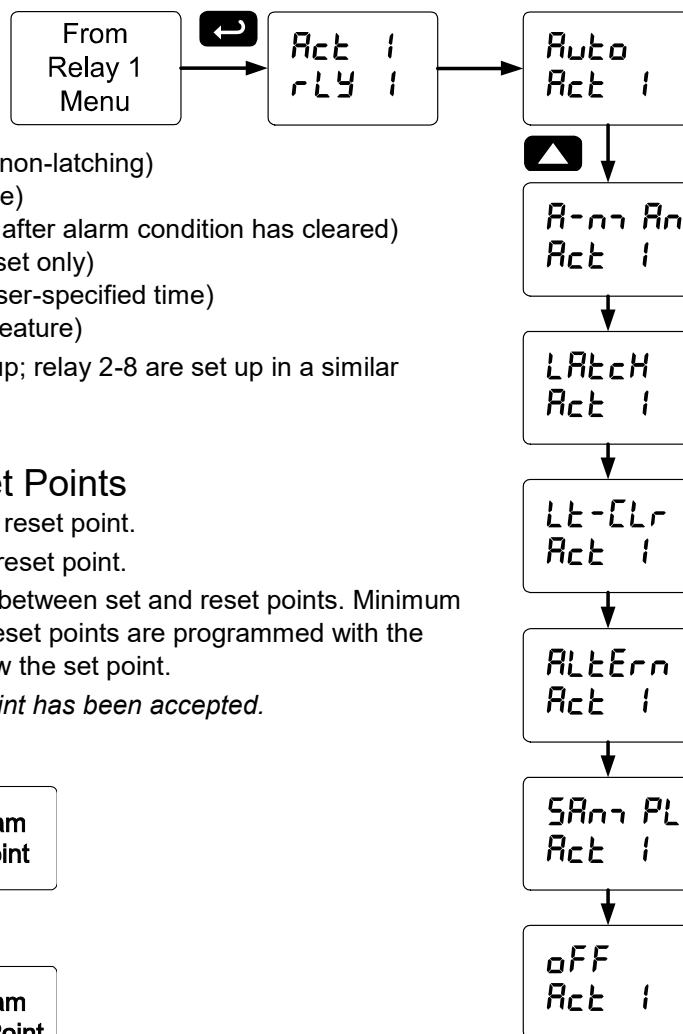 From
Relay 1
Menu
Act 1
rLY 1
Auto
Act 1
non-latching)
e)
after alarm condition has cleared)
set only)
ser-specified time)
eature)
up; relay 2-8 are set up in a similar
A-mAn
Act 1
LAtcH
Act 1
et Points
reset point.
reset point.
between set and reset points. Minimum
eset points are programmed with the
w the set point.
int has been accepted.
Lt-CLr
Act 1
ALtErn
Act 1
SAmPL
Act 1
am
oint
oFF
Act 1
am
Point